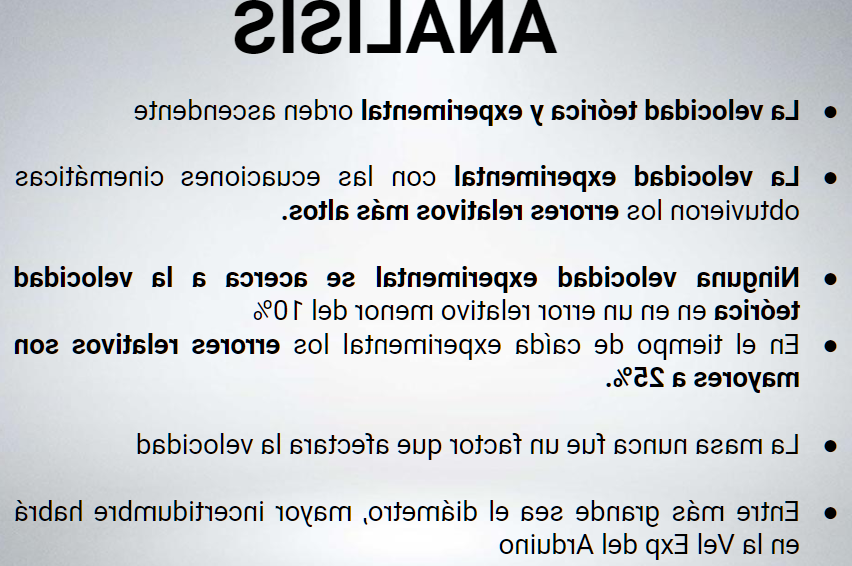 ANALISIS
● La velocidad teórica y experimental orden ascendente
● La velocidad experimental con las ecuaciones cinemáticas
obtuvieron los errores relativos más altos.
● Ninguna velocidad experimental se acerca a la velocidad
teórica en en un error relativo menor del 10%
● En el tiempo de caída experimental los errores relativos son
mayores a 25%.
● La masa nunca fue un factor que afectara la velocidad
● Entre más grande sea el diámetro, mayor incertidumbre habrá
en la Vel Exp del Arduino